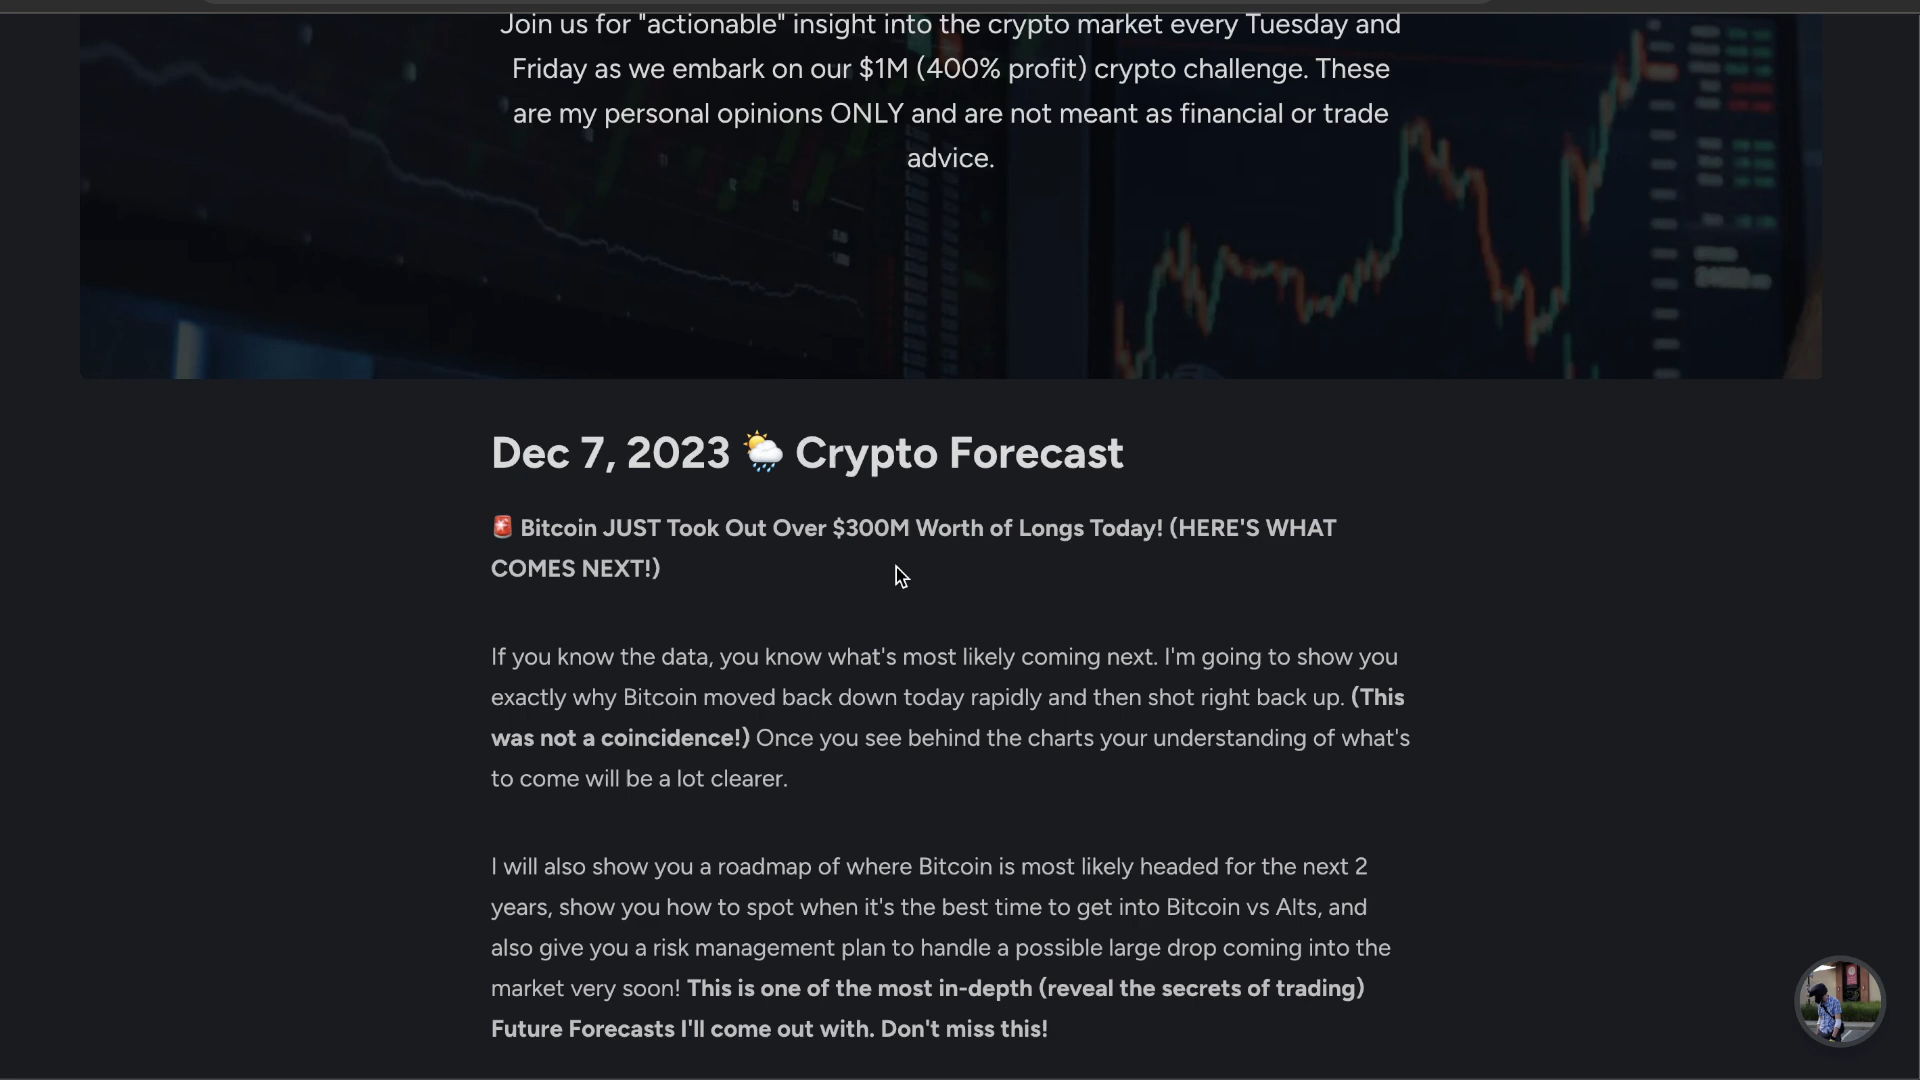 Join us for "actionable" insight into the crypto market every Tuesday and
Friday as we embark on our $1M (400% profit) crypto challenge. These
are my personal opinions ONLY and are not meant as financial or trade
advice.
Dec 7, 2023 🌦️ Crypto Forecast
🚨 Bitcoin JUST Took Out Over $300M Worth of Longs Today! (HERE'S WHAT
COMES NEXT!)
If you know the data, you know what's most likely coming next. I'm going to show you
exactly why Bitcoin moved back down today rapidly and then shot right back up. (This
was not a coincidence!) Once you see behind the charts your understanding of what's
to come will be a lot clearer.
I will also show you a roadmap of where Bitcoin is most likely headed for the next 2
years, show you how to spot when it's the best time to get into Bitcoin vs Alts, and
also give you a risk management plan to handle a possible large drop coming into the
market very soon! This is one of the most in-depth (reveal the secrets of trading)
Future Forecasts I'll come out with. Don't miss this!